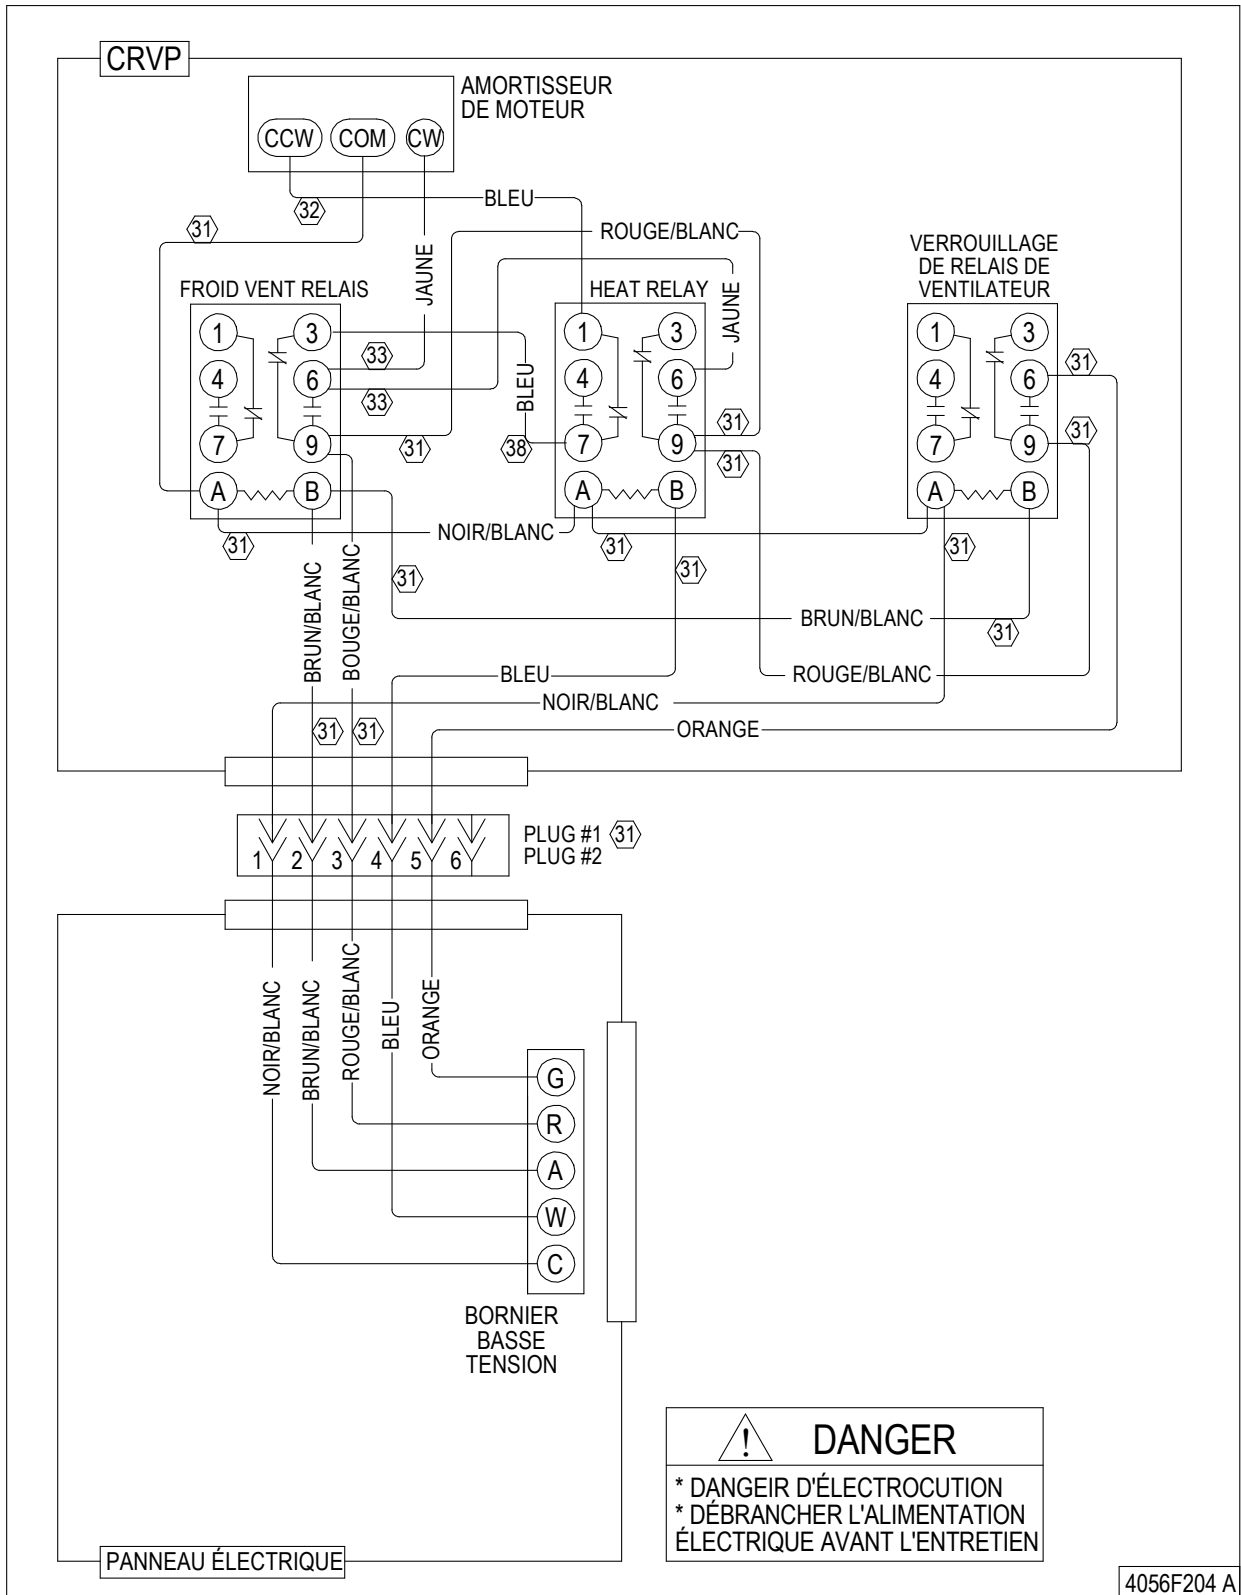 CRVP
AMORTISSEUR
DE MOTEUR
CCW COM CW
32
BLEU
31
ROUGE/BLANC
JAUNE
VERROUILLAGE
DE RELAIS DE
VENTILATEUR
FROID VENT RELAIS
HEAT RELAY
JAUNE
1 3
4 6
7 9
A B
33
33
31
BLEU
38
1 3
4 6
7 9
A B
31
31
1 3
4 6
7 9
A B
31
31
31
NOIR/BLANC
31
31
31
31
BRUN/BLANC
BOUGE/BLANC
BRUN/BLANC
31
BLEU
ROUGE/BLANC
NOIR/BLANC
31
31
ORANGE
1 2 3 4 5 6
PLUG #1 31
PLUG #2
NOIR/BLANC
BRUN/BLANC
ROUGE/BLANC
BLEU
ORANGE
G
R
A
W
C
BORNIER
BASSE
TENSION
! DANGER
* DANGEIR D'ÉLECTROCUTION
* DÉBRANCHER L'ALIMENTATION
ÉLECTRIQUE AVANT L'ENTRETIEN
PANNEAU ÉLECTRIQUE
4056F204 A